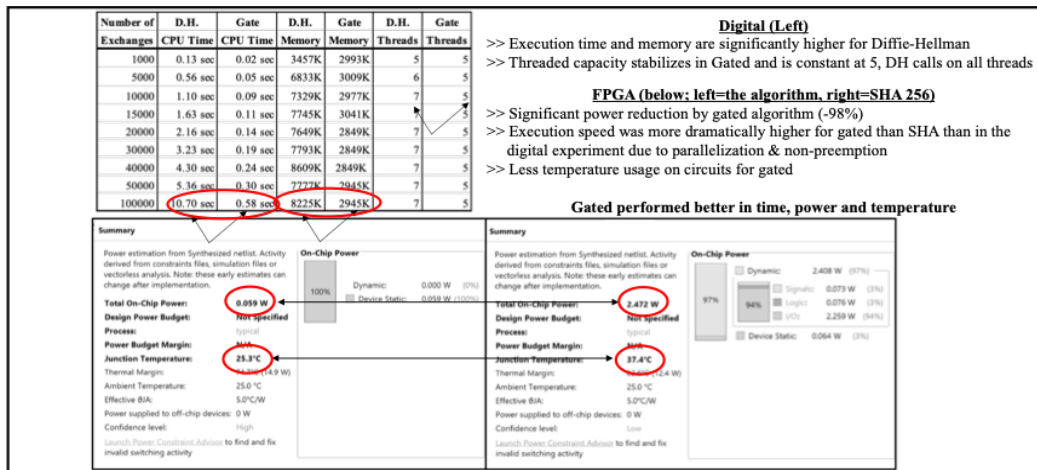 Number of D.H. Gate D.H. Gate D.H. Gate
Exchanges CPU Time CPU Time Memory Memory Threads Threads
1000 0.13 sec 0.02 sec 3457K 2993K 5 5
5000 0.56 sec 0.05 sec 6833K 3009K 6 5
10000 1.10 sec 0.09 sec 7329K 2977K 7 5
15000 1.63 sec 0.11 sec 7745K 3041K 7 5
20000 2.16 sec 0.14 sec 7649K 2849K 7 5
30000 3.23 sec 0.19 sec 7793K 2849K 7 5
40000 4.30 sec 0.24 sec 8609K 2849K 7 5
50000 5.36 sec 0.30 sec 7777K 2945K 7 5
100000 10.70 sec 0.58 sec 8225K 2945K 7 5
Digital (Left)
>> Execution time and memory are significantly higher for Diffie-Hellman
>> Threaded capacity stabilizes in Gated and is constant at 5, DH calls on all threads
FPGA (below; left=the algorithm, right=SHA 256)
>> Significant power reduction by gated algorithm (-98%)
>> Execution speed was more dramatically higher for gated than SHA than in the
digital experiment due to parallelization & non-preemption
>> Less temperature usage on circuits for gated
Gated performed better in time, power and temperature
Summary
Power estimation from Synthesized netlist. Activity
derived from constraints files, simulation files or
vectorless analysis. Note: these early estimates can
change after implementation.
Total On-Chip Power: 0.059 W
Design Power Budget: Not Specified
Process: typical
Power Budget Margin: N/A
Junction Temperature: 25.3°C
Thermal Margin: (14.9 W)
Ambient Temperature: 25.0 °C
Effective θJA: 5.0°C/W
Power supplied to off-chip devices: 0 W
Confidence level: High
Launch Power Constraint Advisor to find and fix
invalid switching activity
On-Chip Power
100%
Dynamic: 0.000 W (0%)
Device Static: 0.059 W (100%)
Summary
Power estimation from Synthesized netlist. Activity
derived from constraints files, simulation files or
vectorless analysis. Note: these early estimates can
change after implementation.
Total On-Chip Power: 2.472 W
Design Power Budget: Not Specified
Process: typical
Power Budget Margin: N/A
Junction Temperature: 37.4°C
Thermal Margin: (12.4 W)
Ambient Temperature: 25.0 °C
Effective θJA: 5.0°C/W
Power supplied to off-chip devices: 0 W
Confidence level: Low
Launch Power Constraint Advisor to find and fix
invalid switching activity
On-Chip Power
97%
Dynamic: 2.408 W (97%)
94%
Signals: 0.073 W (3%)
Logic: 0.076 W (3%)
I/O: 2.259 W (94%)
Device Static: 0.064 W (3%)